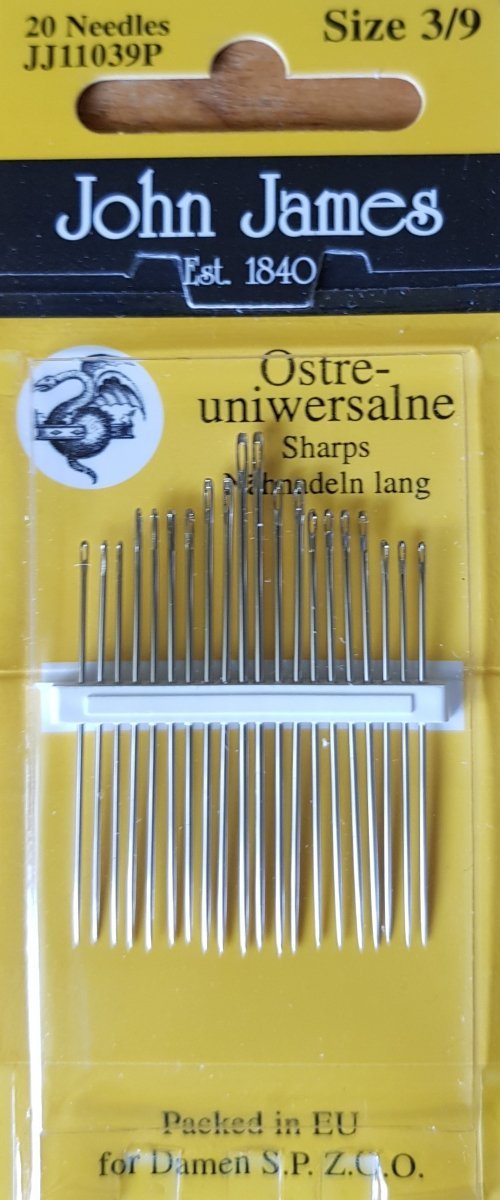 20 Needles
JJ11039P
Size 3/9
John James
Est. 1840
Ostre-
uniwersalne
Sharps
Nähnadeln lang
Packed in EU
for Damen S.P. Z.O.O.